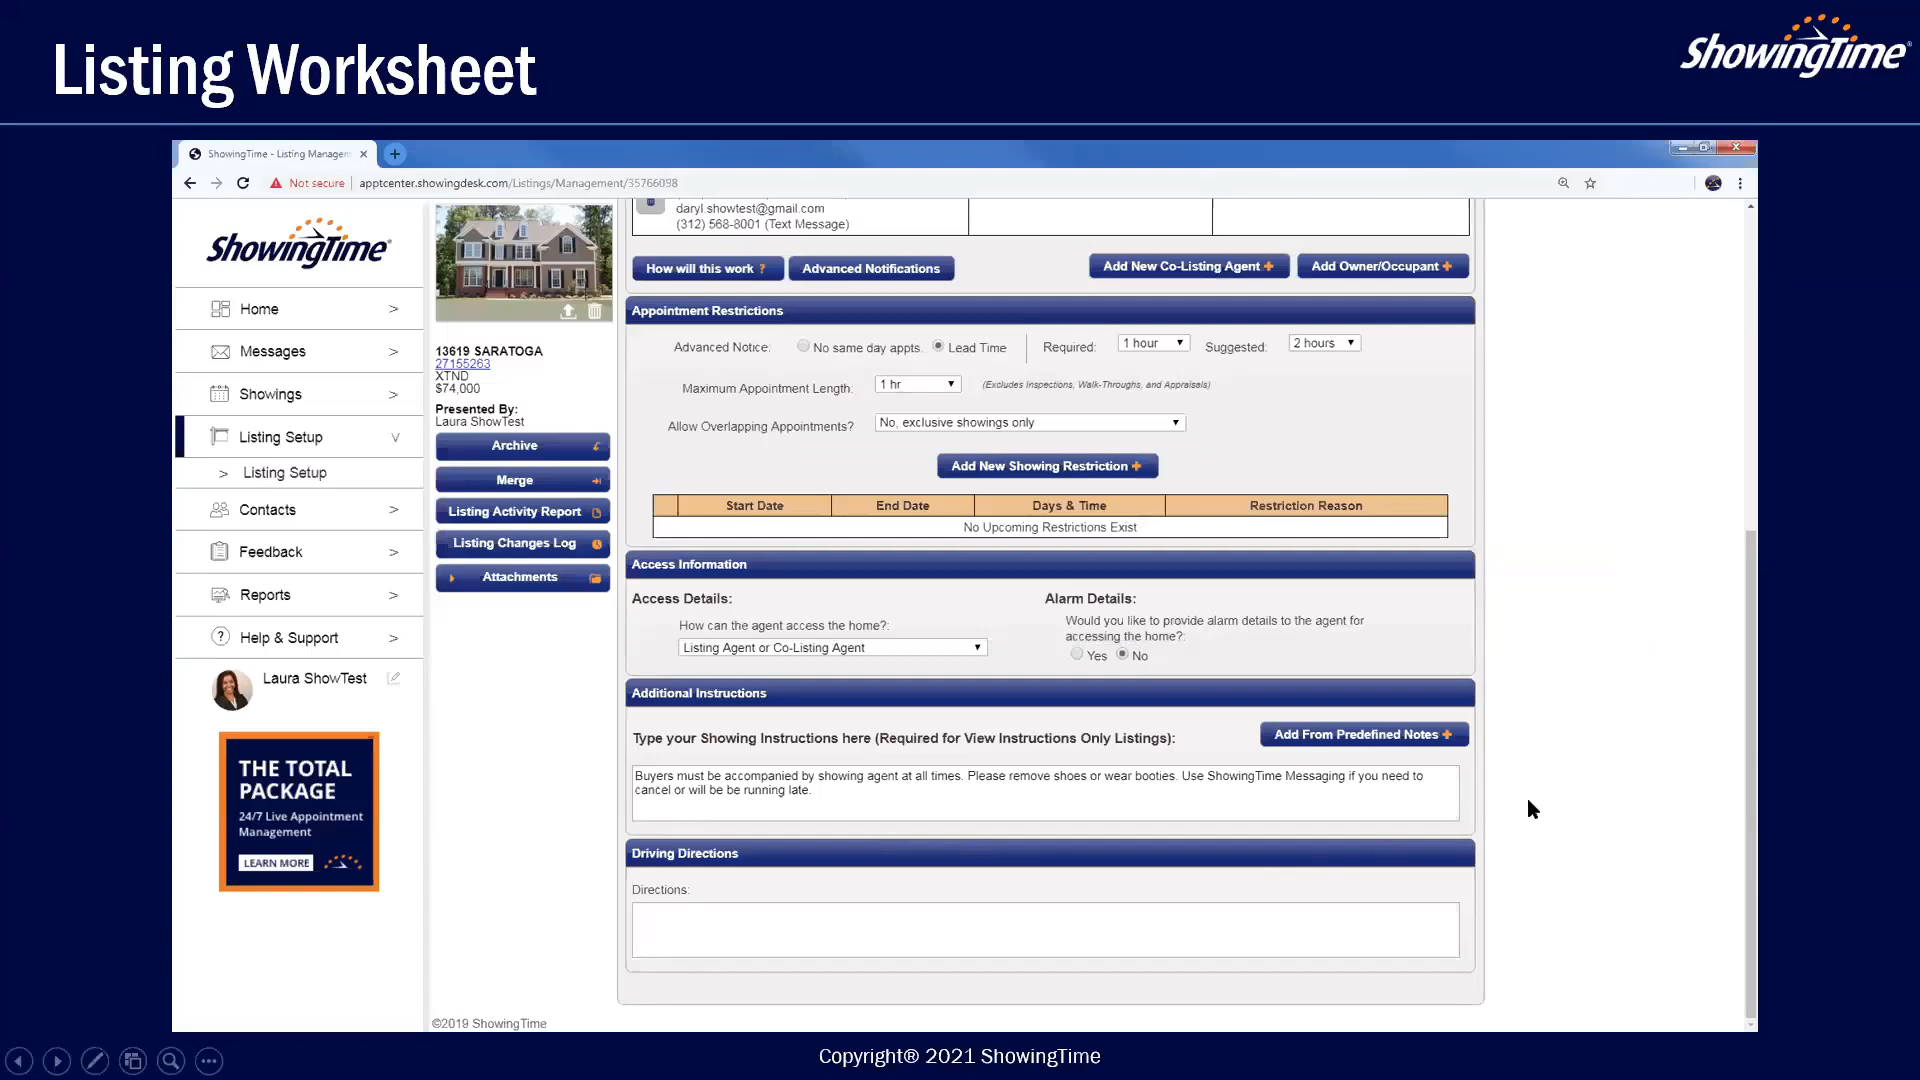 Listing Worksheet
ShowingTime
ShowingTime - Listing Managem
Not secure
apptcenter.showingdesk.com/Listings/Management/35766098
ShowingTime
Home
Messages
Showings
Listing Setup
Listing Setup
Contacts
Feedback
Reports
Help & Support
Laura ShowTest
THE TOTAL
PACKAGE
24/7 Live Appointment
Management
LEARN MORE
13619 SARATOGA
27155263
XTND
$74,000
Presented By:
Laura ShowTest
Archive
Merge
Listing Activity Report
Listing Changes Log
Attachments
daryl.showtest@gmail.com
(312) 568-8001 (Text Message)
How will this work ?
Advanced Notifications
Add New Co-Listing Agent +
Add Owner/Occupant +
Appointment Restrictions
Advanced Notice: No same day appts. Lead Time Required: 1 hour Suggested: 2 hours
Maximum Appointment Length: 1 hr (Excludes Inspections, Walk-Throughs, and Appraisals)
Allow Overlapping Appointments? No, exclusive showings only
Add New Showing Restriction +
Start Date End Date Days & Time Restriction Reason
No Upcoming Restrictions Exist
Access Information
Access Details:
How can the agent access the home?:
Listing Agent or Co-Listing Agent
Alarm Details:
Would you like to provide alarm details to the agent for
accessing the home?:
Yes No
Additional Instructions
Type your Showing Instructions here (Required for View Instructions Only Listings):
Add From Predefined Notes +
Buyers must be accompanied by showing agent at all times. Please remove shoes or wear booties. Use ShowingTime Messaging if you need to
cancel or will be be running late.
Driving Directions
Directions:
©2019 ShowingTime
Copyright® 2021 ShowingTime